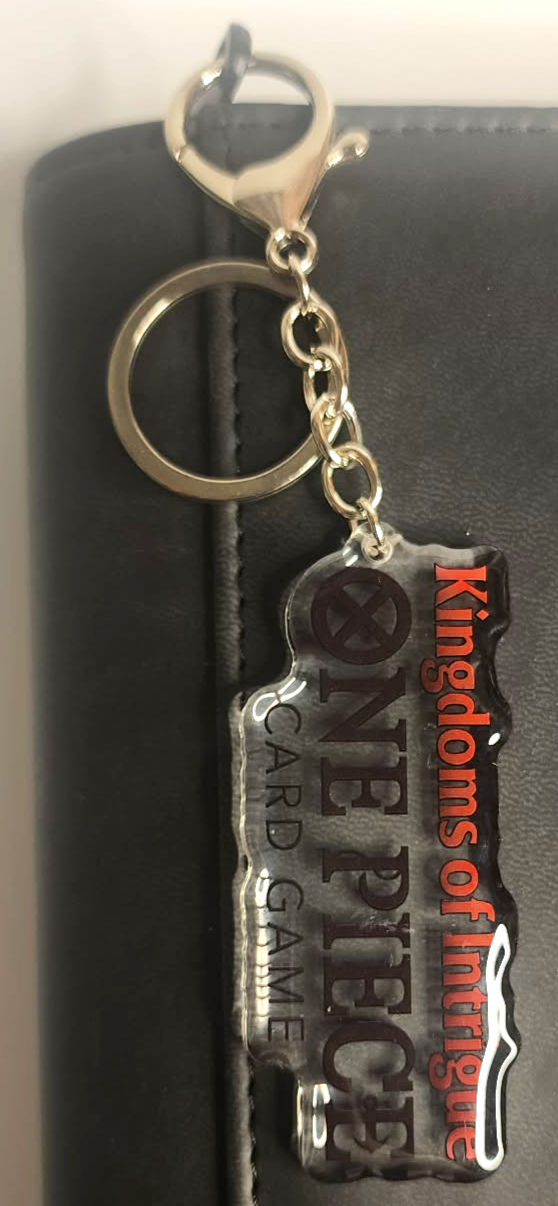 Kingdoms of Intrigue
ONE PIECE
CARD GAME